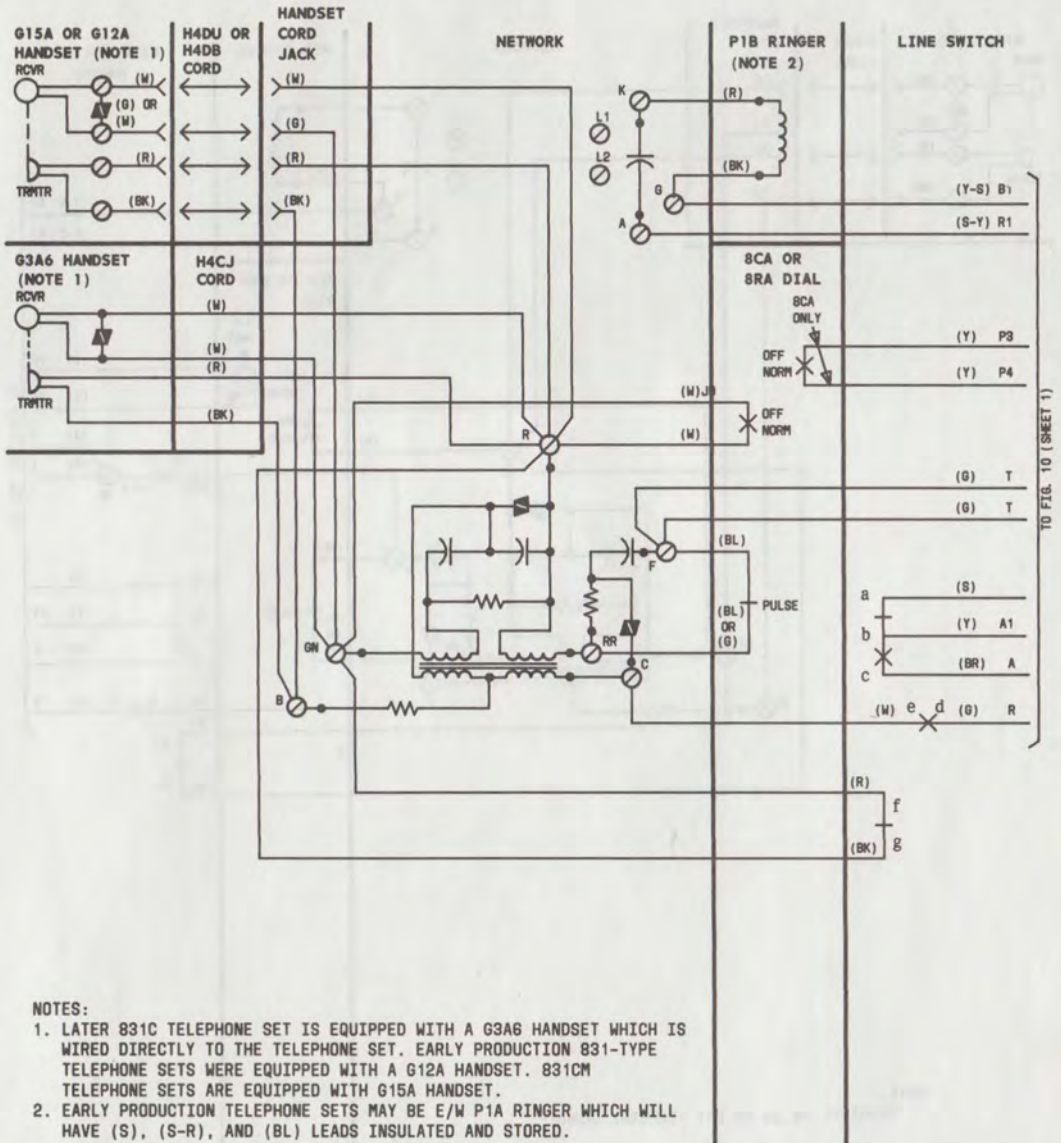 G15A OR G12A
HANDSET (NOTE 1)
H4DU OR
H4DB
CORD
HANDSET
CORD
JACK
NETWORK
P1B RINGER
(NOTE 2)
LINE SWITCH
RCVR
(W)
(W)
(G) OR
(W)
(G)
(R)
(R)
TRMTR
(BK)
(BK)
K
L1
L2
G
A
(R)
(BK)
(Y-S) B1
(S-Y) R1
G3A6 HANDSET
(NOTE 1)
H4CJ
CORD
RCVR
(W)
(W)
(R)
TRMTR
(BK)
8CA OR
8RA DIAL
8CA
ONLY
OFF
NORM
(Y) P3
(Y) P4
(W)
OFF
NORM
(W)
R
(G) T
(G) T
TO FIG. 10 (SHEET 1)
(BL)
F
PULSE
(BL)
OR
(G)
RR
GN
C
B
a (S)
b (Y) A1
c (BR) A
(W) e d (G) R
(R)
f
g
(BK)
NOTES:
1. LATER 831C TELEPHONE SET IS EQUIPPED WITH A G3A6 HANDSET WHICH IS
WIRED DIRECTLY TO THE TELEPHONE SET. EARLY PRODUCTION 831-TYPE
TELEPHONE SETS WERE EQUIPPED WITH A G12A HANDSET. 831CM
TELEPHONE SETS ARE EQUIPPED WITH G15A HANDSET.
2. EARLY PRODUCTION TELEPHONE SETS MAY BE E/W P1A RINGER WHICH WILL
HAVE (S), (S-R), AND (BL) LEADS INSULATED AND STORED.